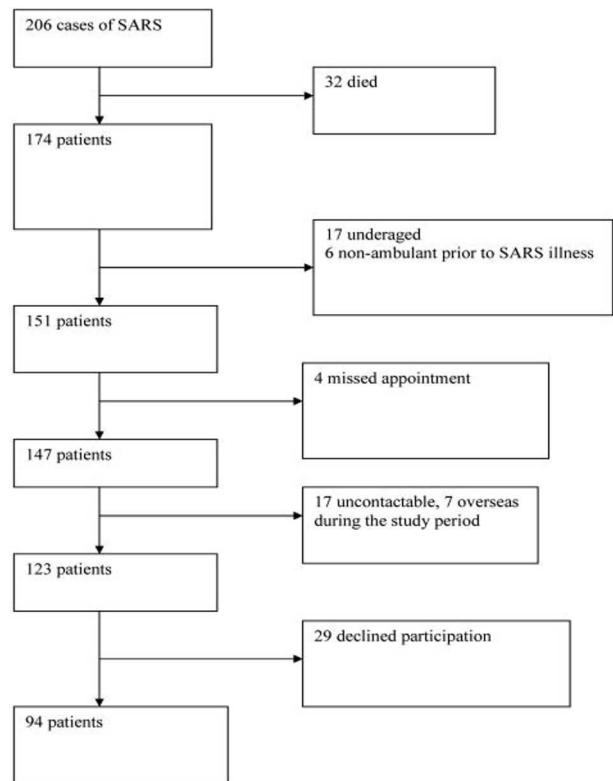 206 cases of SARS
32 died
174 patients
17 underaged
6 non-ambulant prior to SARS illness
151 patients
4 missed appointment
147 patients
17 uncontactable, 7 overseas
during the study period
123 patients
29 declined participation
94 patients